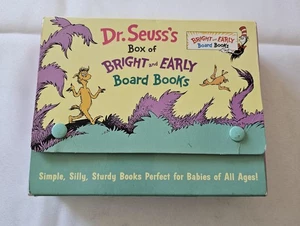 Dr. Seuss's
Box of
BRIGHT and EARLY
Board Books
BRIGHT and EARLY
Board Books
Simple, Silly, Sturdy Books Perfect for Babies of All Ages!